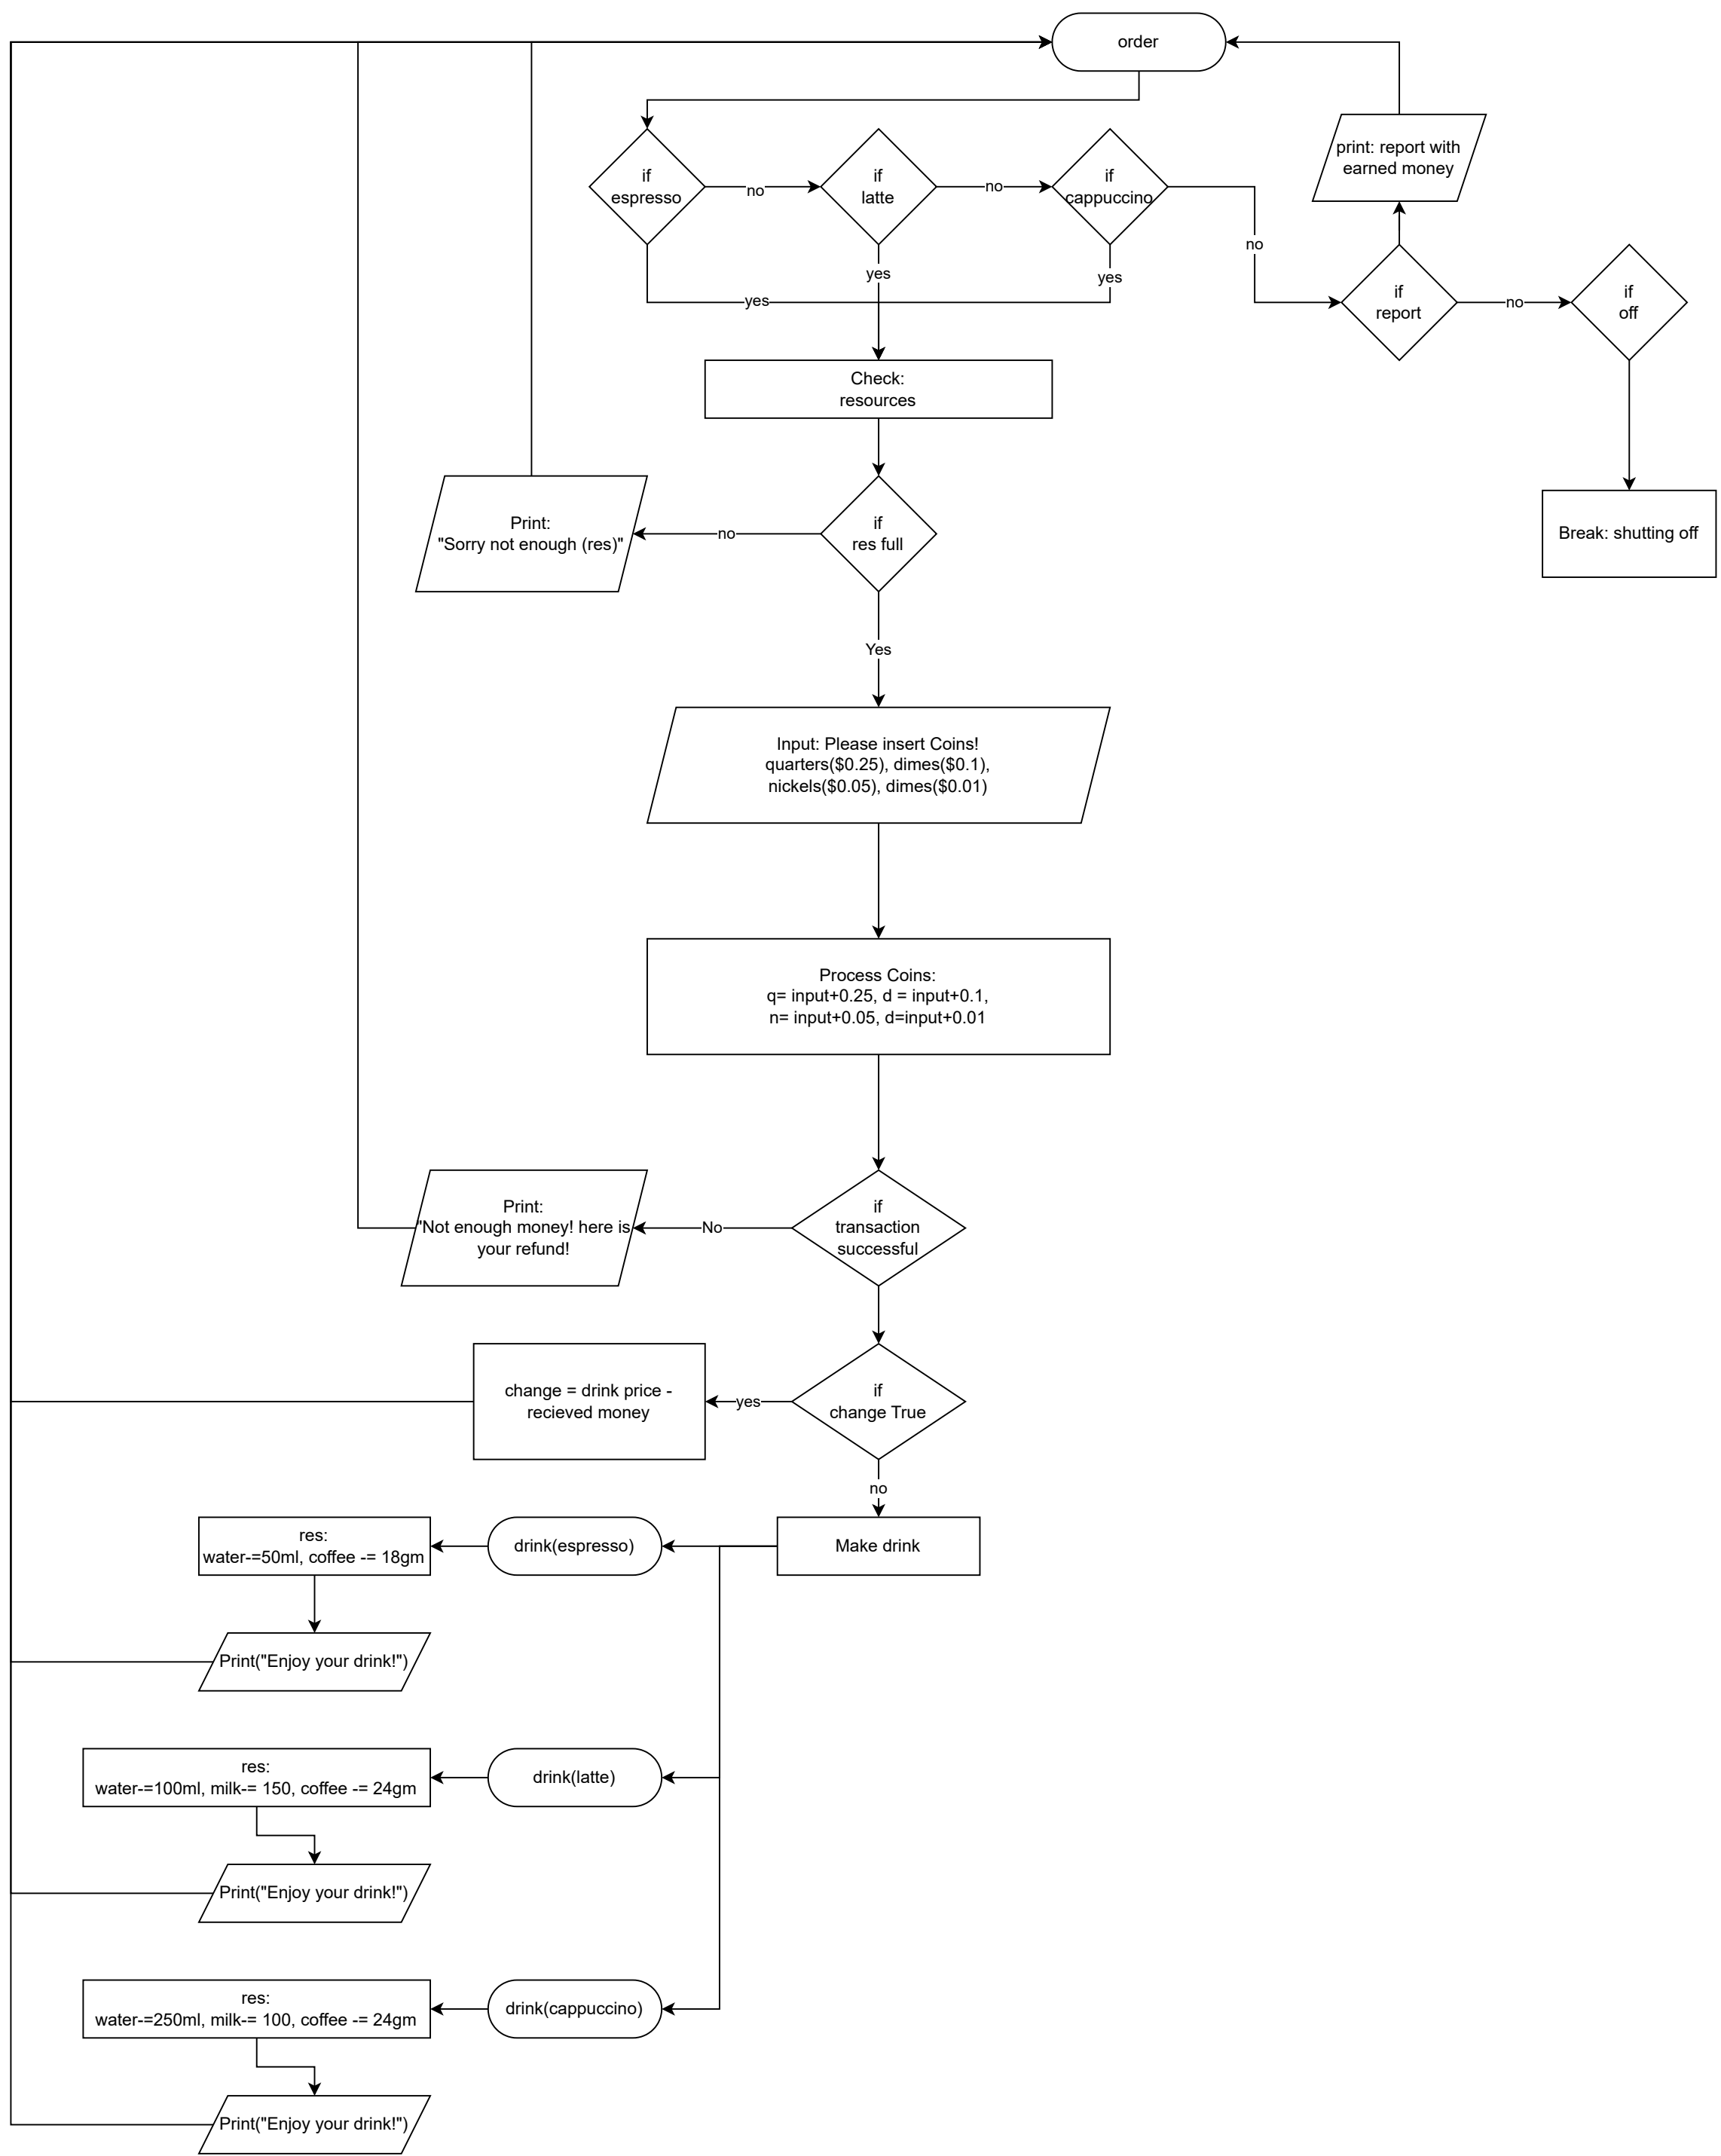 order
print: report with
earned money
if
espresso
no
if
latte
no
if
cappuccino
no
yes
yes
yes
if
report
no
if
off
Check:
resources
Print:
"Sorry not enough (res)"
no
if
res full
Break: shutting off
Yes
Input: Please insert Coins!
quarters($0.25), dimes($0.1),
nickels($0.05), dimes($0.01)
Process Coins:
q= input+0.25, d = input+0.1,
n= input+0.05, d=input+0.01
Print:
"Not enough money! here is
your refund!
No
if
transaction
successful
change = drink price -
recieved money
yes
if
change True
no
res:
water-=50ml, coffee -= 18gm
drink(espresso)
Make drink
Print("Enjoy your drink!")
res:
water-=100ml, milk-= 150, coffee -= 24gm
drink(latte)
Print("Enjoy your drink!")
res:
water-=250ml, milk-= 100, coffee -= 24gm
drink(cappuccino)
Print("Enjoy your drink!")